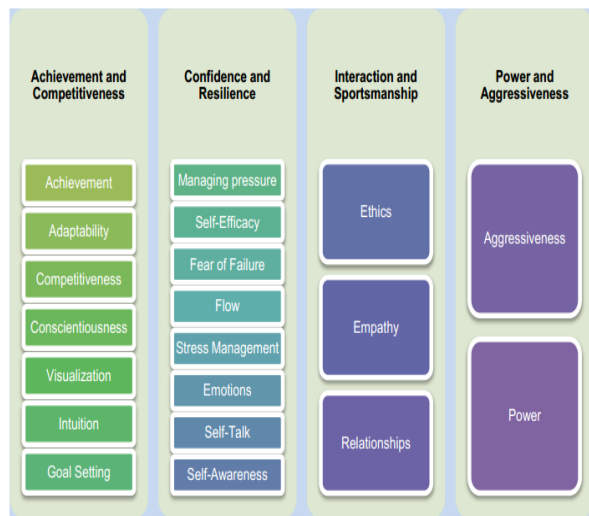 Achievement and
Competitiveness
Achievement
Adaptability
Competitiveness
Conscientiousness
Visualization
Intuition
Goal Setting
Confidence and
Resilience
Managing pressure
Self-Efficacy
Fear of Failure
Flow
Stress Management
Emotions
Self-Talk
Self-Awareness
Interaction and
Sportsmanship
Ethics
Empathy
Relationships
Power and
Aggressiveness
Aggressiveness
Power